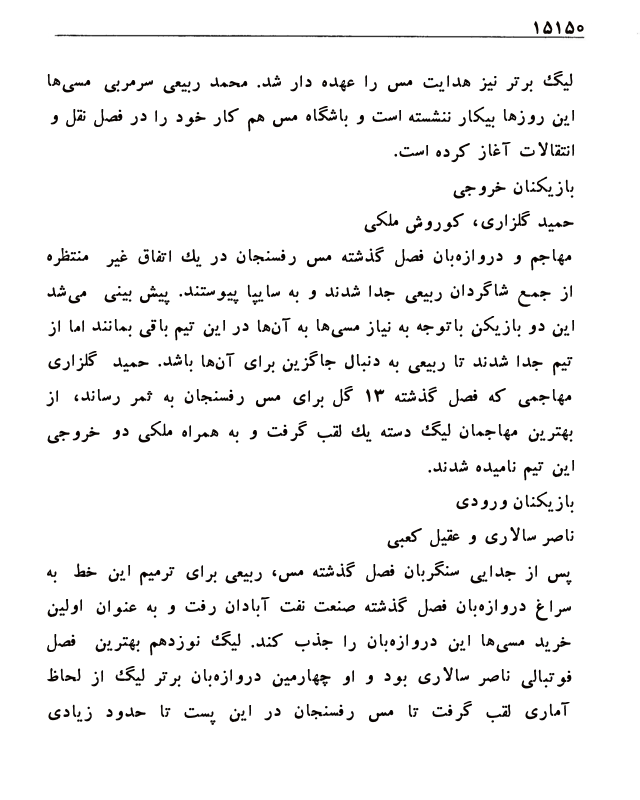 ۱۵۱۵۰
لیگ برتر نیز هدایت مس را عهده دار شد. محمد ربیعی سرمربی مسی‌ها
این روزها بیکار ننشسته است و باشگاه مس هم کار خود را در فصل نقل و
انتقالات آغاز کرده است.
بازیکنان خروجی
حمید گلزاری، کوروش ملکی
مهاجم و دروازه‌بان فصل گذشته مس رفسنجان در یك اتفاق غیر منتظره
از جمع شاگردان ربیعی جدا شدند و به سایپا پیوستند. پیش بینی می‌شد
این دو بازیکن باتوجه به نیاز مسی‌ها به آن‌ها در این تیم باقی بمانند اما از
تیم جدا شدند تا ربیعی به دنبال جاگزین برای آن‌ها باشد. حمید گلزاری
مهاجمی که فصل گذشته ۱۳ گل برای مس رفسنجان به ثمر رساند، از
بهترین مهاجمان لیگ دسته یك لقب گرفت و به همراه ملکی دو خروجی
این تیم نامیده شدند.
بازیکنان ورودی
ناصر سالاری و عقیل کعبی
پس از جدایی سنگربان فصل گذشته مس، ربیعی برای ترمیم این خط به
سراغ دروازه‌بان فصل گذشته صنعت نفت آبادان رفت و به عنوان اولین
خرید مسی‌ها این دروازه‌بان را جذب کند. لیگ نوزدهم بهترین فصل
فوتبالی ناصر سالاری بود و او چهارمین دروازه‌بان برتر لیگ از لحاظ
آماری لقب گرفت تا مس رفسنجان در این پست تا حدود زیادی